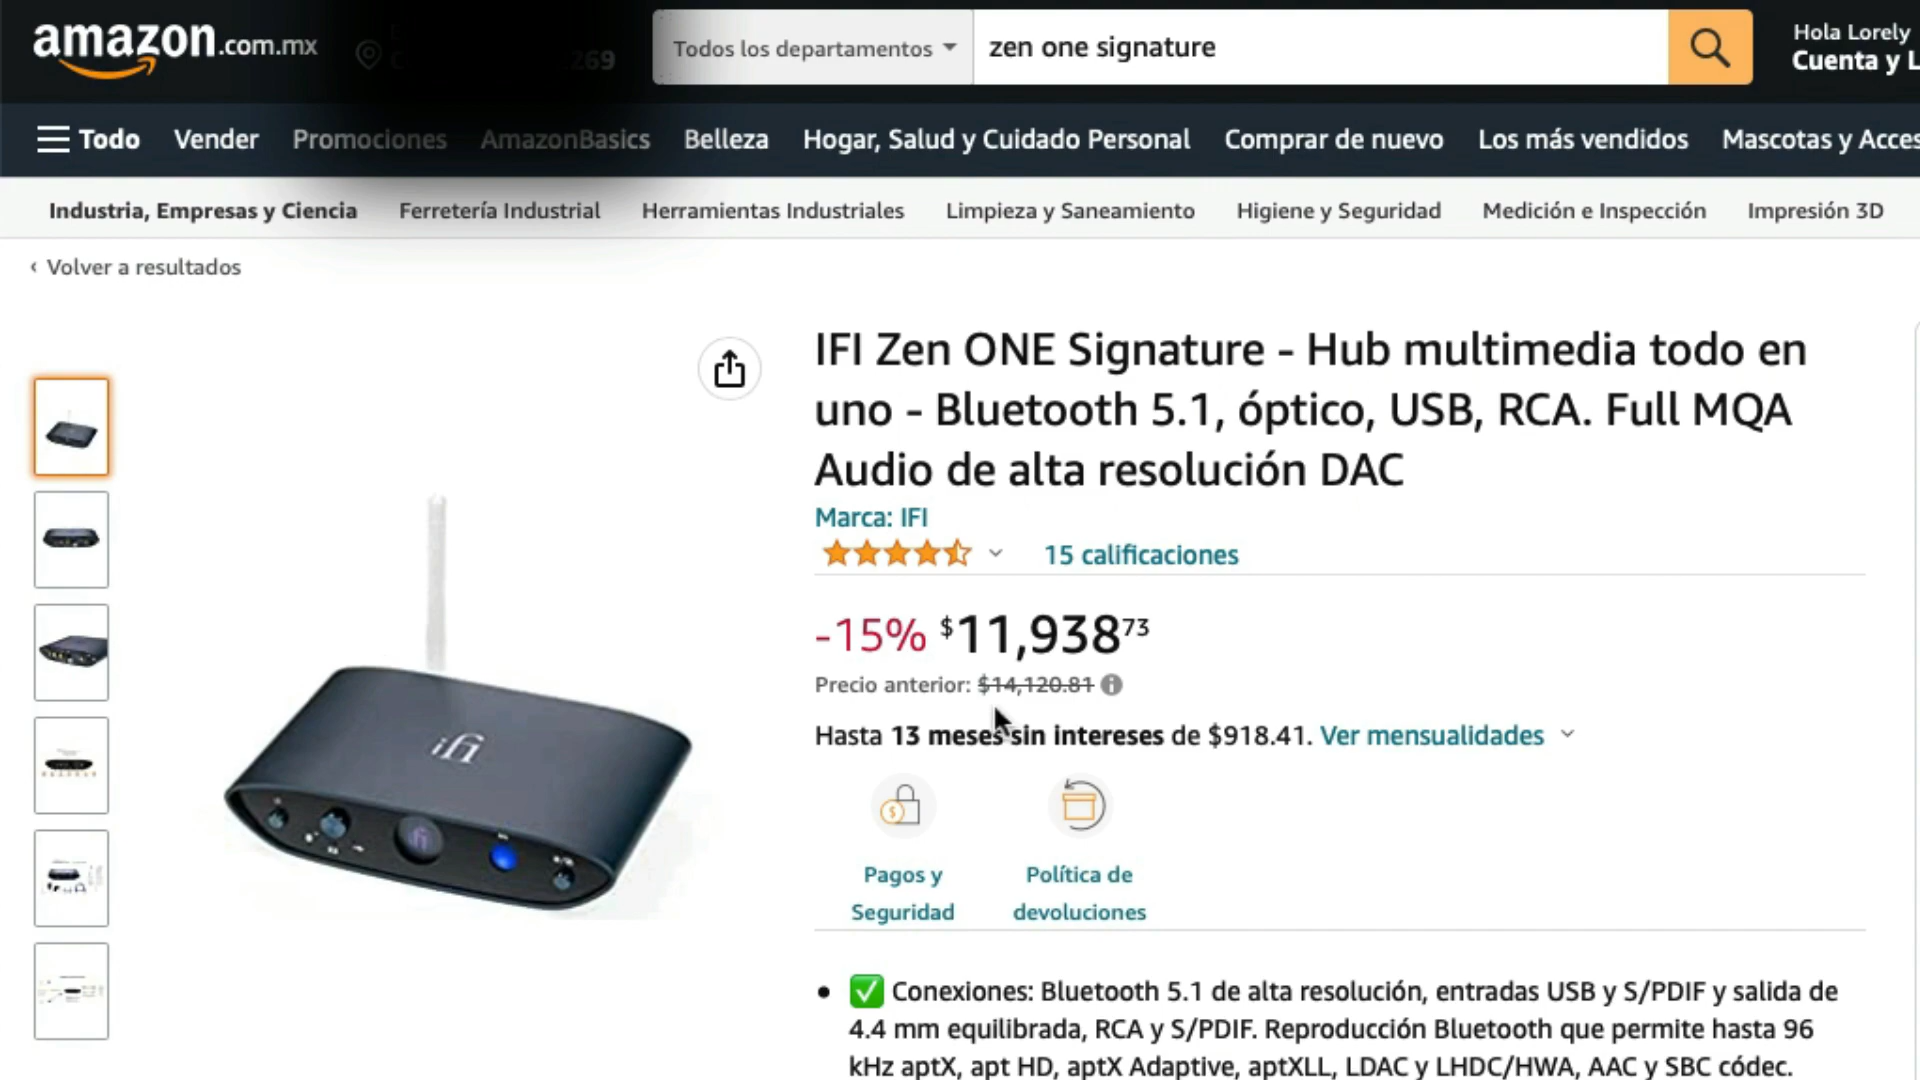 amazon.com.mx
269
Todos los departamentos
zen one signature
Hola Lorely
Cuenta y L
Todo Vender Promociones AmazonBasics Belleza Hogar, Salud y Cuidado Personal Comprar de nuevo Los más vendidos Mascotas y Acces
Industria, Empresas y Ciencia Ferretería Industrial Herramientas Industriales Limpieza y Saneamiento Higiene y Seguridad Medición e Inspección Impresión 3D
‹ Volver a resultados
IFI Zen ONE Signature - Hub multimedia todo en
uno - Bluetooth 5.1, óptico, USB, RCA. Full MQA
Audio de alta resolución DAC
Marca: IFI
15 calificaciones
-15% $11,93873
Precio anterior: $14,120.81
Hasta 13 meses sin intereses de $918.41. Ver mensualidades
ifi
Pagos y
Seguridad
Política de
devoluciones
• ✅ Conexiones: Bluetooth 5.1 de alta resolución, entradas USB y S/PDIF y salida de
4.4 mm equilibrada, RCA y S/PDIF. Reproducción Bluetooth que permite hasta 96
kHz aptX, apt HD, aptX Adaptive, aptXLL, LDAC y LHDC/HWA, AAC y SBC códec.